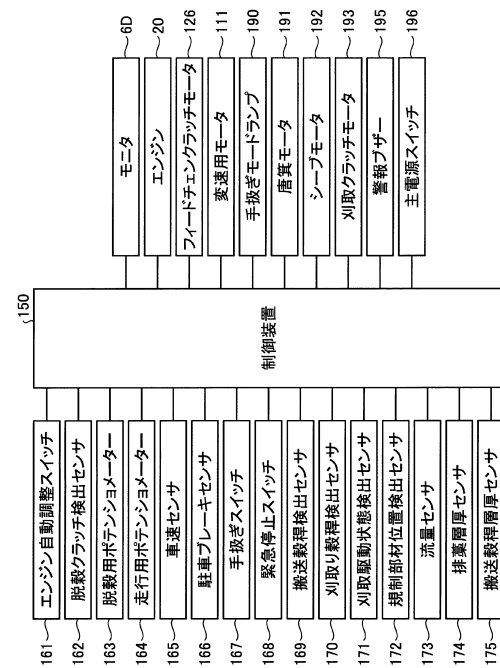 150
制御装置
161 エンジン自動調整スイッチ
162 脱穀クラッチ検出センサ
163 脱穀用ポテンショメーター
164 走行用ポテンショメーター
165 車速センサ
166 駐車ブレーキセンサ
167 手扱ぎスイッチ
168 緊急停止スイッチ
169 搬送穀稈検出センサ
170 刈取り穀稈検出センサ
171 刈取駆動状態検出センサ
172 規制部材位置検出センサ
173 流量センサ
174 排藁層厚センサ
175 搬送穀稈層厚センサ
モニタ 6D
エンジン 20
フィードチェンクラッチモータ 126
変速用モータ 111
手扱ぎモードランプ 190
唐箕モータ 191
シーブモータ 192
刈取クラッチモータ 193
警報ブザー 195
主電源スイッチ 196